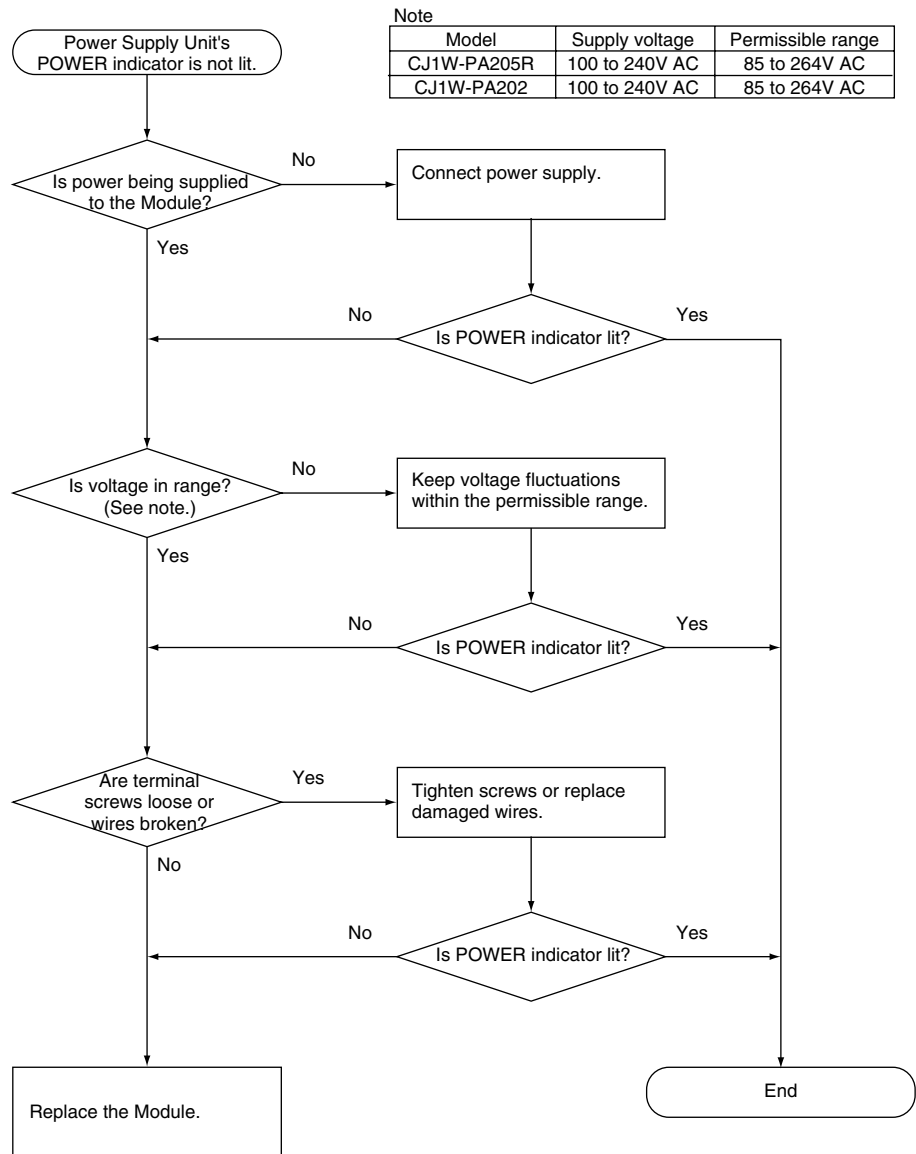 Note
Model Supply voltage Permissible range
CJ1W-PA205R 100 to 240V AC 85 to 264V AC
CJ1W-PA202 100 to 240V AC 85 to 264V AC
Power Supply Unit's
POWER indicator is not lit.
Is power being supplied
to the Module?
No
Connect power supply.
Yes
Is POWER indicator lit?
No
Yes
Is voltage in range?
(See note.)
No
Keep voltage fluctuations
within the permissible range.
Yes
Is POWER indicator lit?
No
Yes
Are terminal
screws loose or
wires broken?
Yes
Tighten screws or replace
damaged wires.
No
Is POWER indicator lit?
No
Yes
Replace the Module.
End